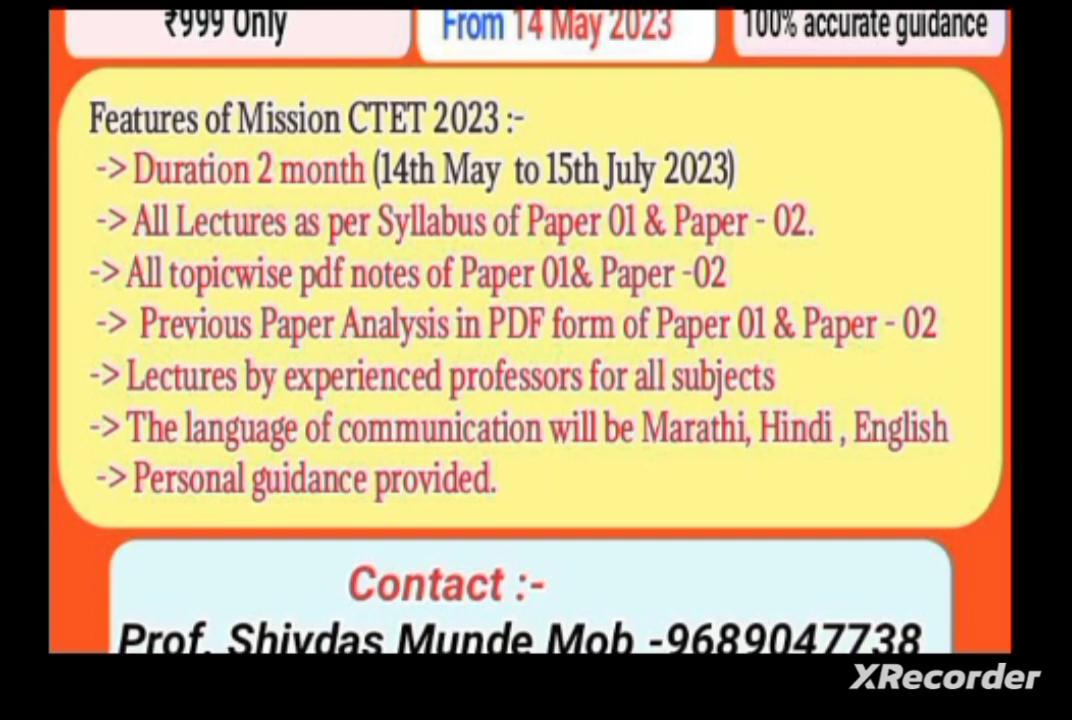 ₹999 Only
From 14 May 2023
100% accurate guidance
Features of Mission CTET 2023 :-
-> Duration 2 month (14th May to 15th July 2023)
-> All Lectures as per Syllabus of Paper 01 & Paper - 02.
-> All topicwise pdf notes of Paper 01& Paper -02
-> Previous Paper Analysis in PDF form of Paper 01 & Paper - 02
-> Lectures by experienced professors for all subjects
-> The language of communication will be Marathi, Hindi , English
-> Personal guidance provided.
Contact :-
Prof. Shivdas Munde Mob -9689047738
XRecorder